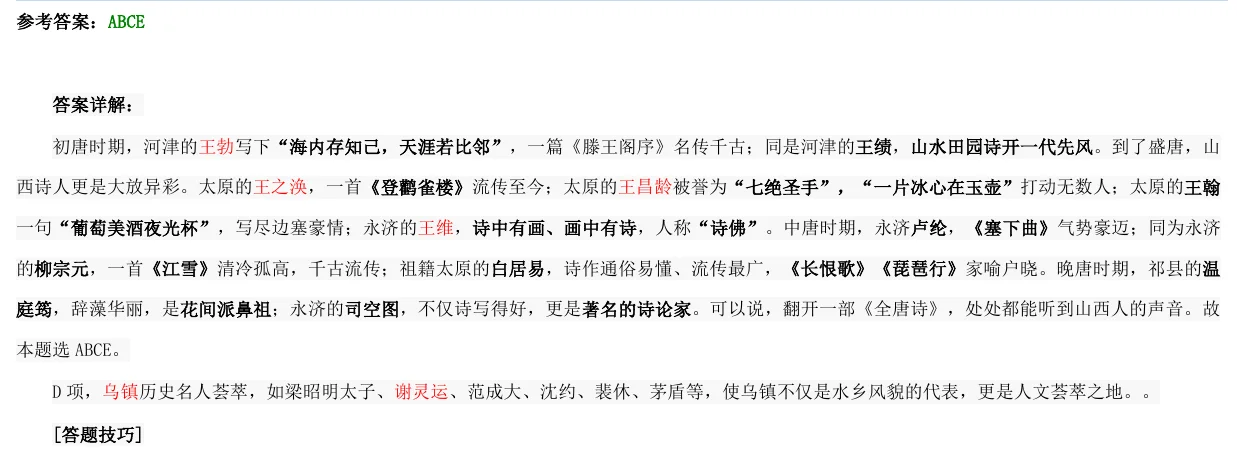 参考答案：ABCE
答案详解：
初唐时期，河津的王勃写下“海内存知己，天涯若比邻”，一篇《滕王阁序》名传千古；同是河津的王绩，山水田园诗开一代先风。到了盛唐，山
西诗人更是大放异彩。太原的王之涣，一首《登鹳雀楼》流传至今；太原的王昌龄被誉为“七绝圣手”，“一片冰心在玉壶”打动无数人；太原的王翰
一句“葡萄美酒夜光杯”，写尽边塞豪情；永济的王维，诗中有画、画中有诗，人称“诗佛”。中唐时期，永济卢纶，《塞下曲》气势豪迈；同为永济
的柳宗元，一首《江雪》清冷孤高，千古流传；祖籍太原的白居易，诗作通俗易懂、流传最广，《长恨歌》《琵琶行》家喻户晓。晚唐时期，祁县的温
庭筠，辞藻华丽，是花间派鼻祖；永济的司空图，不仅诗写得好，更是著名的诗论家。可以说，翻开一部《全唐诗》，处处都能听到山西人的声音。故
本题选 ABCE。
D 项，乌镇历史名人荟萃，如梁昭明太子、谢灵运、范成大、沈约、裴休、茅盾等，使乌镇不仅是水乡风貌的代表，更是人文荟萃之地。。
[答题技巧]